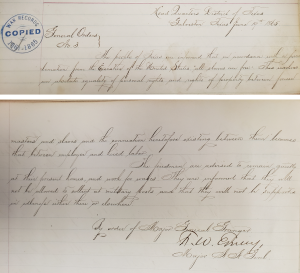 WAR RECORDS
COPIED
1861-1865
Head Quarters District of Texas
Galveston Texas June 19th 1865
General Orders
No. 3
The people of Texas are informed that in accordance with a proclamation from the Executive of the United States, all slaves are free. This involves
an absolute equality of personal rights and rights of property between former
masters and slaves and the connection heretofore existing between them becomes
that between employer and hired labor.
The freedmen are advised to remain quietly
at their present homes and work for wages. They are informed that they will
not be allowed to collect at military posts and that they will not be supported
in idleness either there or elsewhere.
By order of Major General Granger
F.W. Emery
Major A.A. Genl.